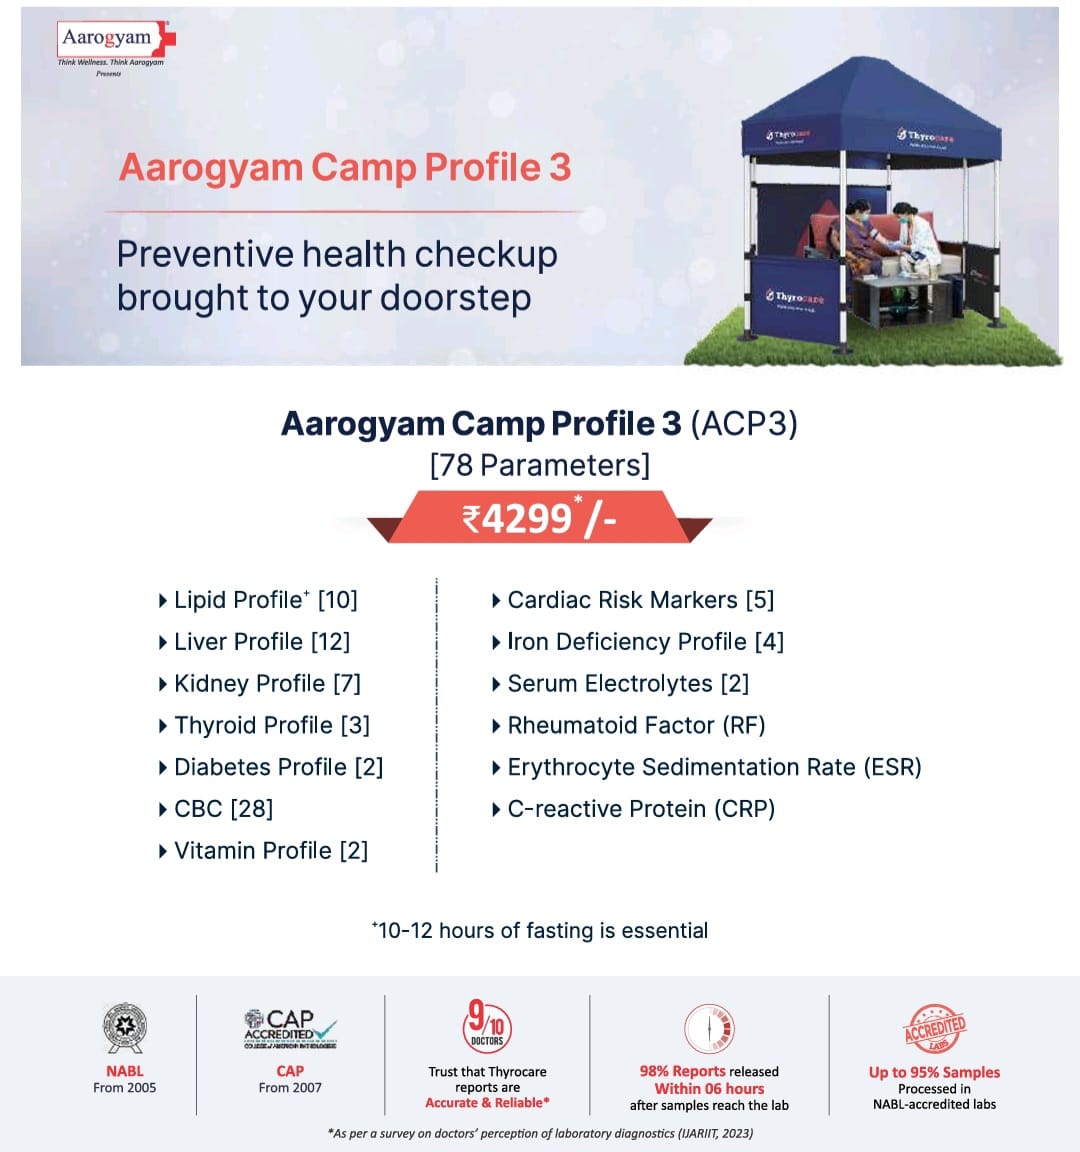 Aarogyam
Think Wellness. Think Aarogyam
Presents
Aarogyam Camp Profile 3
Preventive health checkup
brought to your doorstep
Thyrocare
Thyrocare
Thyrocare
Aarogyam Camp Profile 3 (ACP3)
[78 Parameters]
₹4299*/-
Lipid Profile+ [10]
Liver Profile [12]
Kidney Profile [7]
Thyroid Profile [3]
Diabetes Profile [2]
CBC [28]
Vitamin Profile [2]
Cardiac Risk Markers [5]
Iron Deficiency Profile [4]
Serum Electrolytes [2]
Rheumatoid Factor (RF)
Erythrocyte Sedimentation Rate (ESR)
C-reactive Protein (CRP)
+10-12 hours of fasting is essential
NABL
From 2005
CAP
ACCREDITED
COLLEGE of AMERICAN PATHOLOGISTS
CAP
From 2007
9/10
DOCTORS
Trust that Thyrocare
reports are
Accurate & Reliable*
98% Reports released
Within 06 hours
after samples reach the lab
ACCREDITED
LABS
Up to 95% Samples
Processed in
NABL-accredited labs
*As per a survey on doctors' perception of laboratory diagnostics (IJARIIT, 2023)